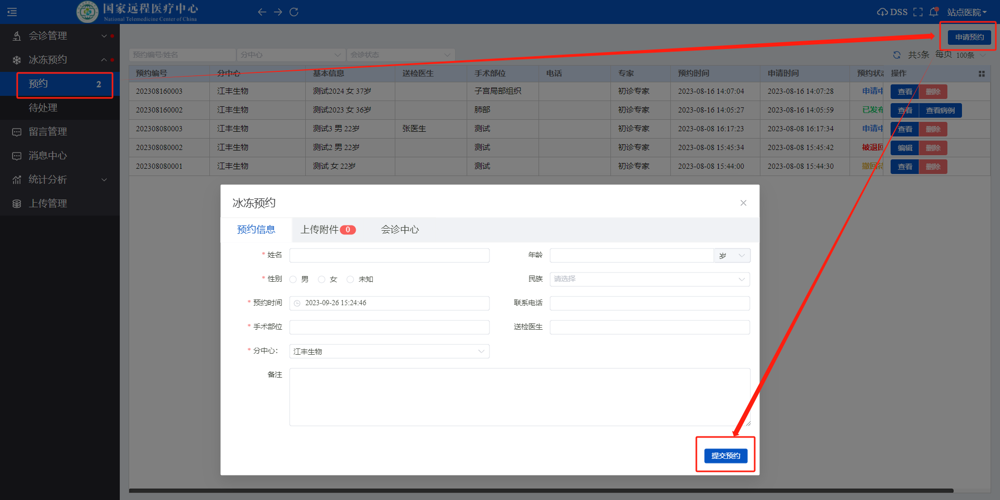 国家远程医疗中心
National Telemedicine Center of China
DSS
站点医院
会诊管理
冰冻预约
预约 2
待处理
留言管理
消息中心
统计分析
上传管理
申请预约
预约编号/姓名 分中心 会诊状态 共5条 每页 100条
预约编号 分中心 基本信息 送检医生 手术部位 电话 专家 预约时间 申请时间 预约状态 操作
202308160003 江丰生物 测试2024 女 37岁 子宫局部组织 初诊专家 2023-08-16 14:07:04 2023-08-16 14:07:28 申请中 查看 删除
202308160002 江丰生物 测试2023 女 36岁 肺部 初诊专家 2023-08-16 14:05:27 2023-08-16 14:05:59 已发布 查看 查看病例
202308080003 江丰生物 测试3 男 22岁 张医生 测试 初诊专家 2023-08-08 16:17:23 2023-08-08 16:17:34 申请中 查看 删除
202308080002 江丰生物 测试2 男 22岁 测试 初诊专家 2023-08-08 15:45:34 2023-08-08 15:45:42 被退回 编辑 删除
202308080001 江丰生物 测试 女 22岁 测试 初诊专家 2023-08-08 15:44:00 2023-08-08 15:44:30 撤回待 查看 删除
冰冻预约
预约信息 上传附件 0 会诊中心
* 姓名 年龄 岁
* 性别 男 女 未知 民族 请选择
* 预约时间 2023-09-26 15:24:46 联系电话
* 手术部位 送检医生
* 分中心： 江丰生物
备注
提交预约